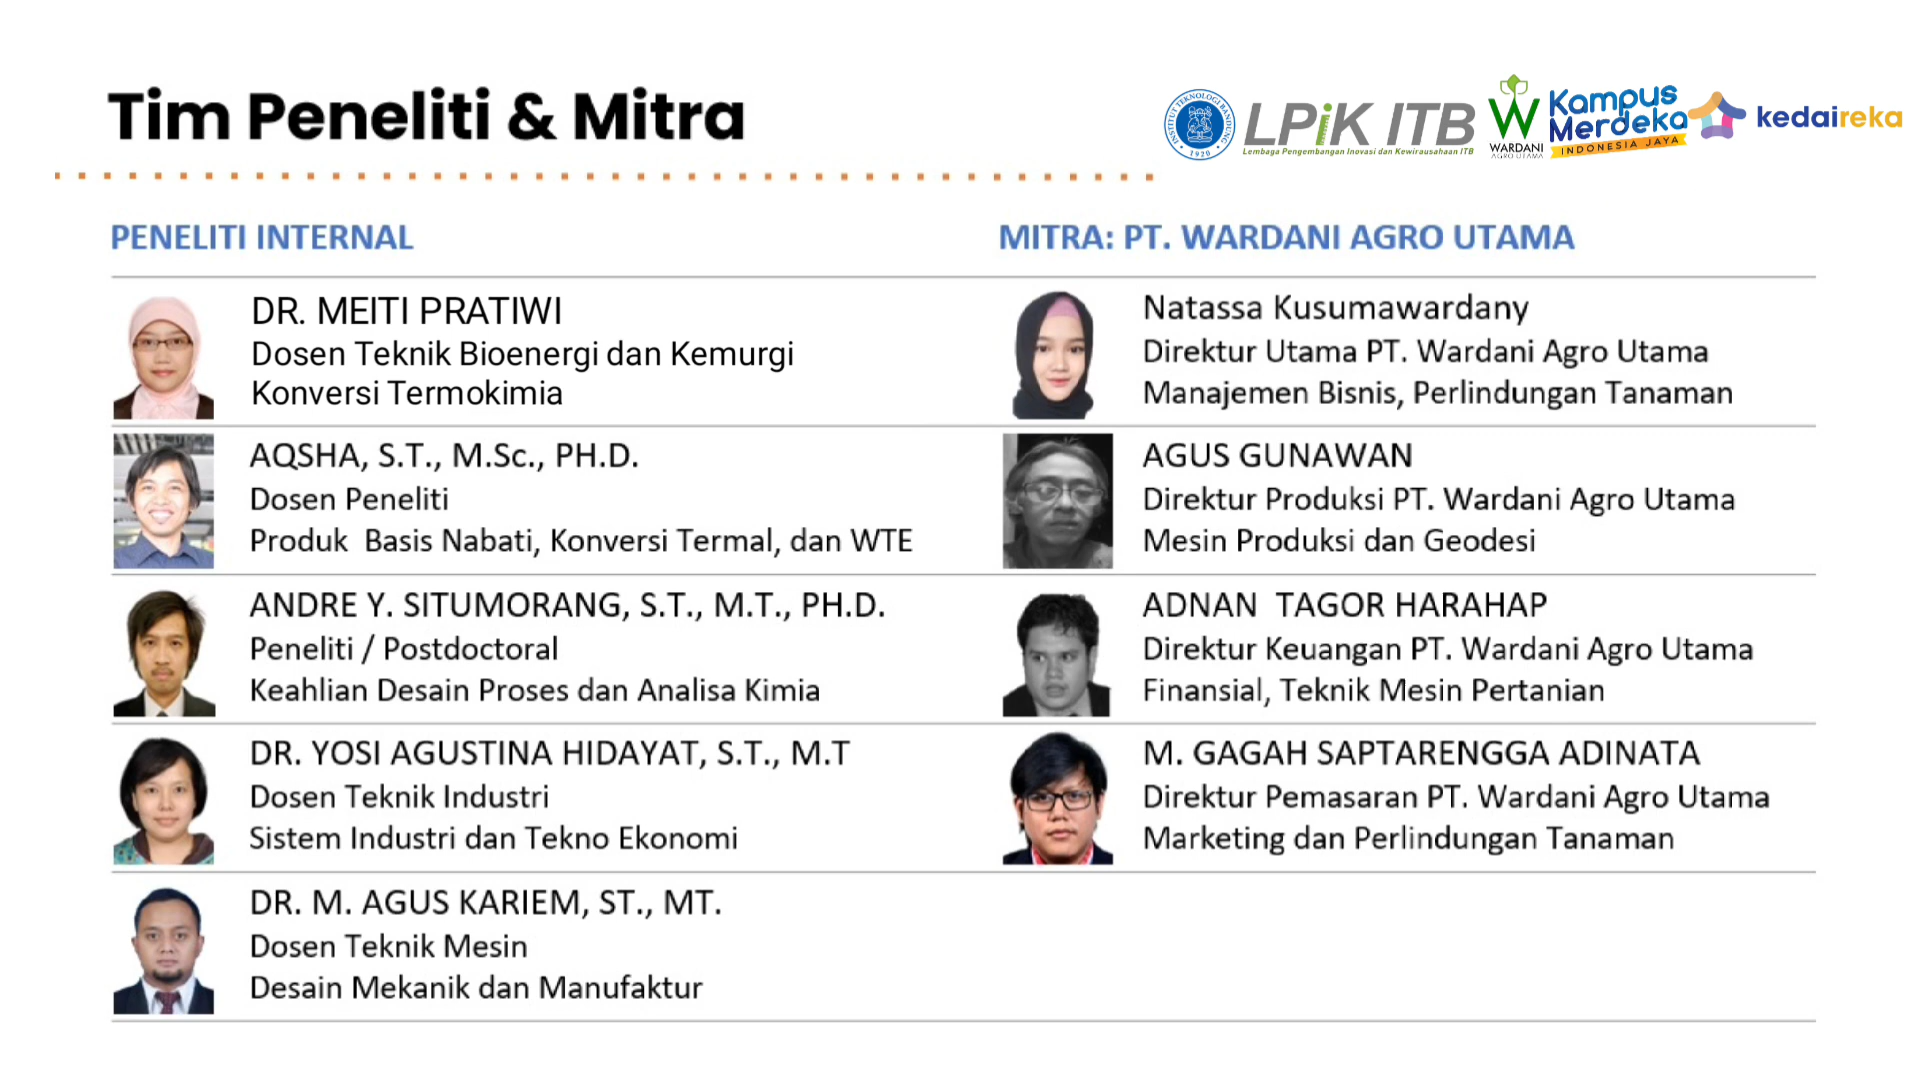 Tim Peneliti & Mitra
INSTITUT TEKNOLOGI BANDUNG
1920
LPiK ITB
Lembaga Pengembangan Inovasi dan Kewirausahaan ITB
W
WARDANI
AGRO UTAMA
Kampus
Merdeka
INDONESIA JAYA
kedaireka
PENELITI INTERNAL
DR. MEITI PRATIWI
Dosen Teknik Bioenergi dan Kemurgi
Konversi Termokimia
AQSHA, S.T., M.Sc., PH.D.
Dosen Peneliti
Produk  Basis Nabati, Konversi Termal, dan WTE
ANDRE Y. SITUMORANG, S.T., M.T., PH.D.
Peneliti / Postdoctoral
Keahlian Desain Proses dan Analisa Kimia
DR. YOSI AGUSTINA HIDAYAT, S.T., M.T
Dosen Teknik Industri
Sistem Industri dan Tekno Ekonomi
DR. M. AGUS KARIEM, ST., MT.
Dosen Teknik Mesin
Desain Mekanik dan Manufaktur
MITRA: PT. WARDANI AGRO UTAMA
Natassa Kusumawardany
Direktur Utama PT. Wardani Agro Utama
Manajemen Bisnis, Perlindungan Tanaman
AGUS GUNAWAN
Direktur Produksi PT. Wardani Agro Utama
Mesin Produksi dan Geodesi
ADNAN  TAGOR HARAHAP
Direktur Keuangan PT. Wardani Agro Utama
Finansial, Teknik Mesin Pertanian
M. GAGAH SAPTARENGGA ADINATA
Direktur Pemasaran PT. Wardani Agro Utama
Marketing dan Perlindungan Tanaman